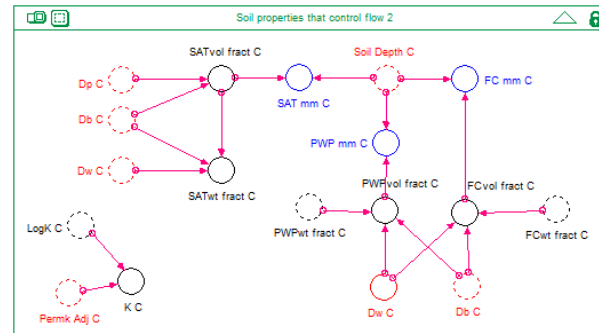 Soil properties that control flow 2
SATvol fract C
Soil Depth C
Dp C
SAT mm C
FC mm C
Db C
PWP mm C
Dw C
SATwt fract C
PWPvol fract C
FCvol fract C
LogK C
PWPwt fract C
FCwt fract C
Permk Adj C
K C
Dw C
Db C